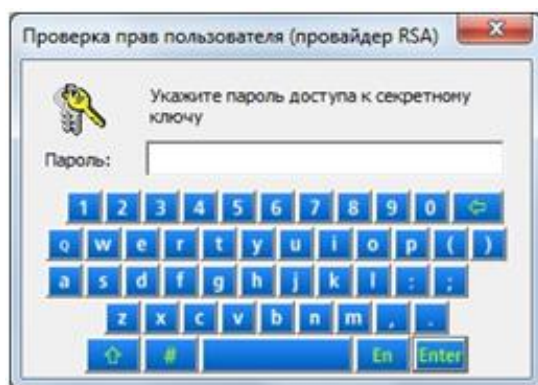 Проверка прав пользователя (провайдер RSA)
Укажите пароль доступа к секретному
ключу
Пароль:
1 2 3 4 5 6 7 8 9 0
q w e r t y u i o p ( )
a s d f g h j k l : ;
z x c v b n m , .
# En Enter